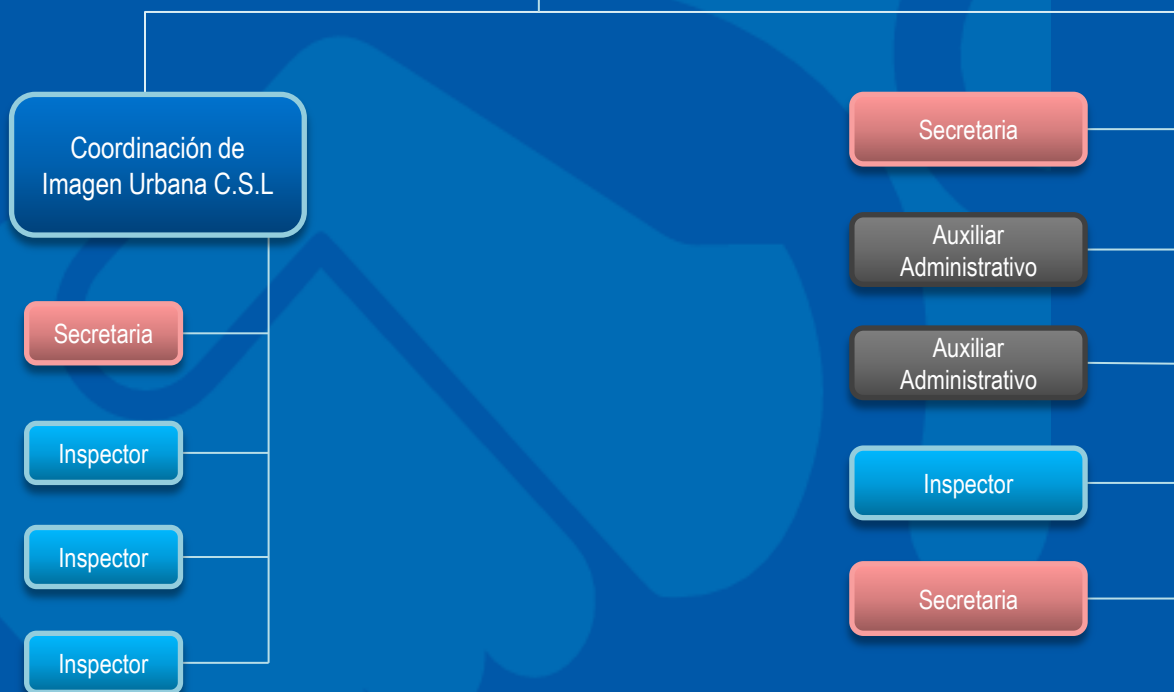 Coordinación de
Imagen Urbana C.S.L
Secretaria
Inspector
Inspector
Inspector
Secretaria
Auxiliar
Administrativo
Auxiliar
Administrativo
Inspector
Secretaria